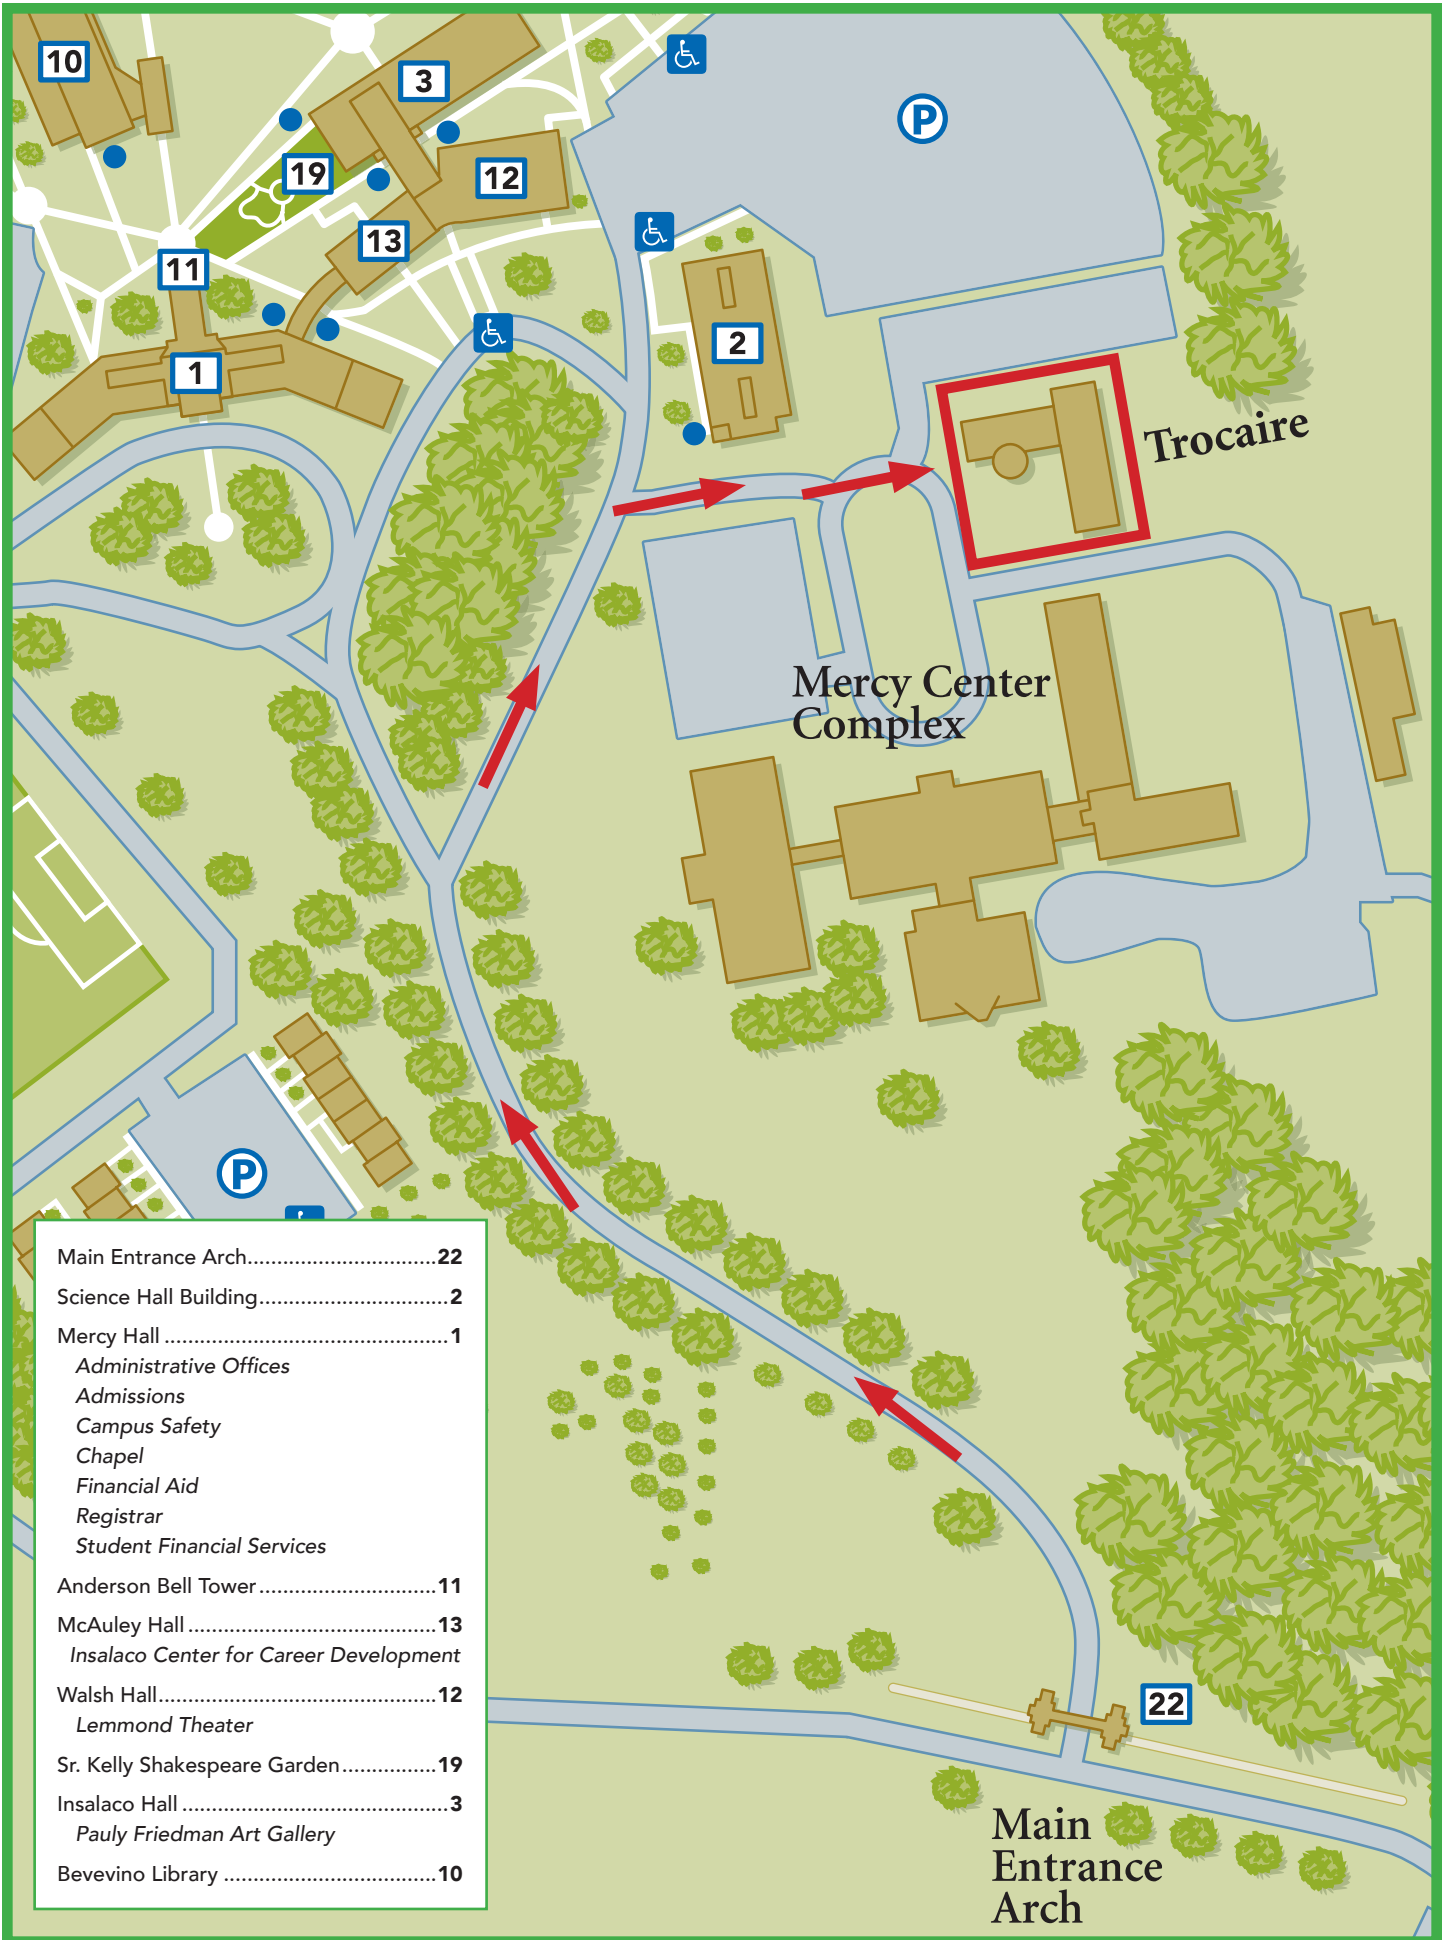 10
3
P
19
12
13
11
2
1
Trocaire
Mercy Center
Complex
P
Main Entrance Arch................................22
Science Hall Building................................2
Mercy Hall ................................................1
Administrative Offices
Admissions
Campus Safety
Chapel
Financial Aid
Registrar
Student Financial Services
Anderson Bell Tower..............................11
McAuley Hall ..........................................13
Insalaco Center for Career Development
Walsh Hall...............................................12
Lemmond Theater
Sr. Kelly Shakespeare Garden................19
Insalaco Hall .............................................3
Pauly Friedman Art Gallery
Bevevino Library ....................................10
22
Main
Entrance
Arch